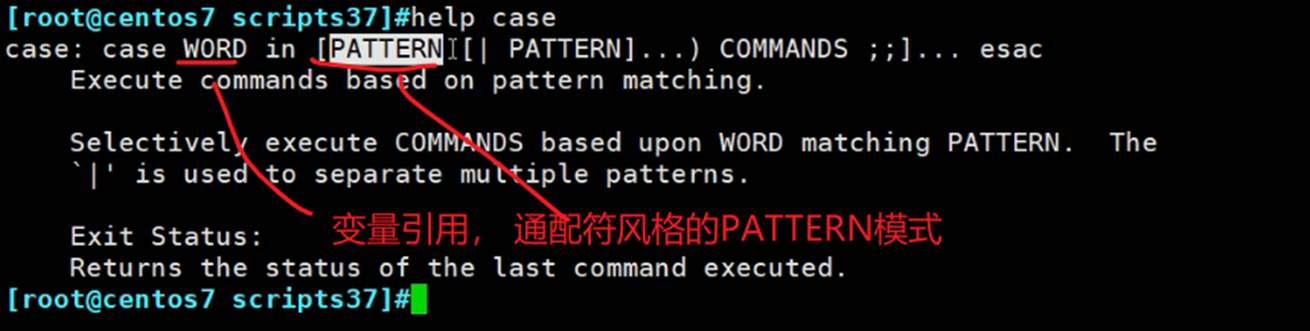 [root@centos7 scripts37]#help case
case: case WORD in [PATTERN [| PATTERN]...) COMMANDS ;;]... esac
Execute commands based on pattern matching.
Selectively execute COMMANDS based upon WORD matching PATTERN. The
`|' is used to separate multiple patterns.
变量引用， 通配符风格的PATTERN模式
Exit Status:
Returns the status of the last command executed.
[root@centos7 scripts37]#